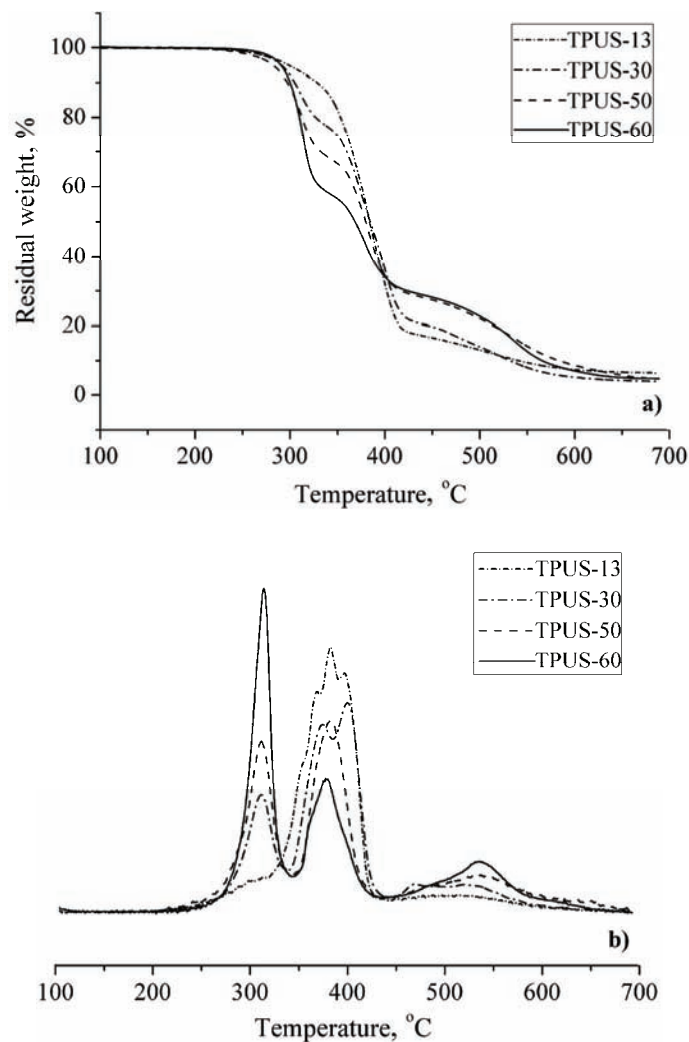 TPUS-13
TPUS-30
TPUS-50
TPUS-60
Residual weight, %
100
80
60
40
20
0
a)
100 200 300 400 500 600 700
Temperature, °C
TPUS-13
TPUS-30
TPUS-50
TPUS-60
b)
100 200 300 400 500 600 700
Temperature, °C